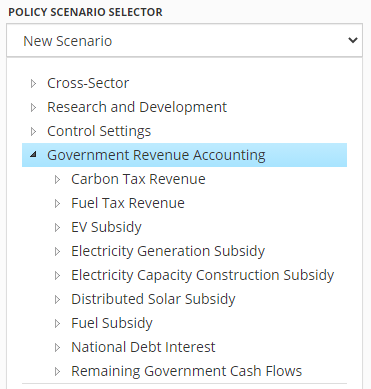 POLICY SCENARIO SELECTOR
New Scenario
Cross-Sector
Research and Development
Control Settings
Government Revenue Accounting
Carbon Tax Revenue
Fuel Tax Revenue
EV Subsidy
Electricity Generation Subsidy
Electricity Capacity Construction Subsidy
Distributed Solar Subsidy
Fuel Subsidy
National Debt Interest
Remaining Government Cash Flows